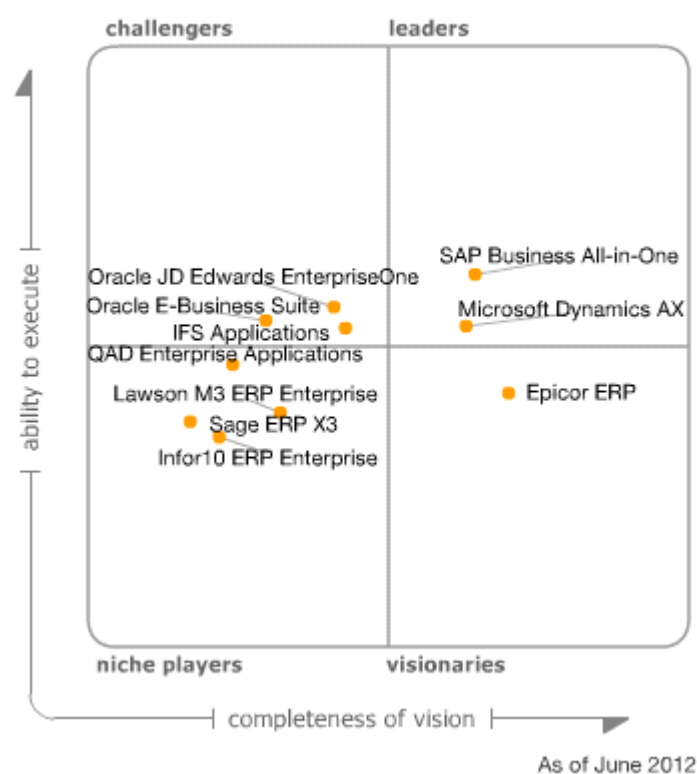 challengers
leaders
SAP Business All-in-One
Oracle JD Edwards EnterpriseOne
Oracle E-Business Suite
Microsoft Dynamics AX
IFS Applications
QAD Enterprise Applications
Lawson M3 ERP Enterprise
Epicor ERP
Sage ERP X3
Infor10 ERP Enterprise
ability to execute
niche players
visionaries
completeness of vision
As of June 2012